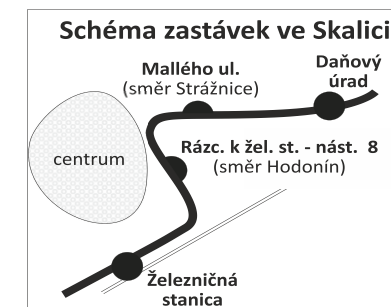 Schéma zastávek ve Skalici
Mallého ul.
(směr Strážnice)
Daňový
úrad
centrum
Rázc. k žel. st. - nást. 8
(směr Hodonín)
Železničná
stanica